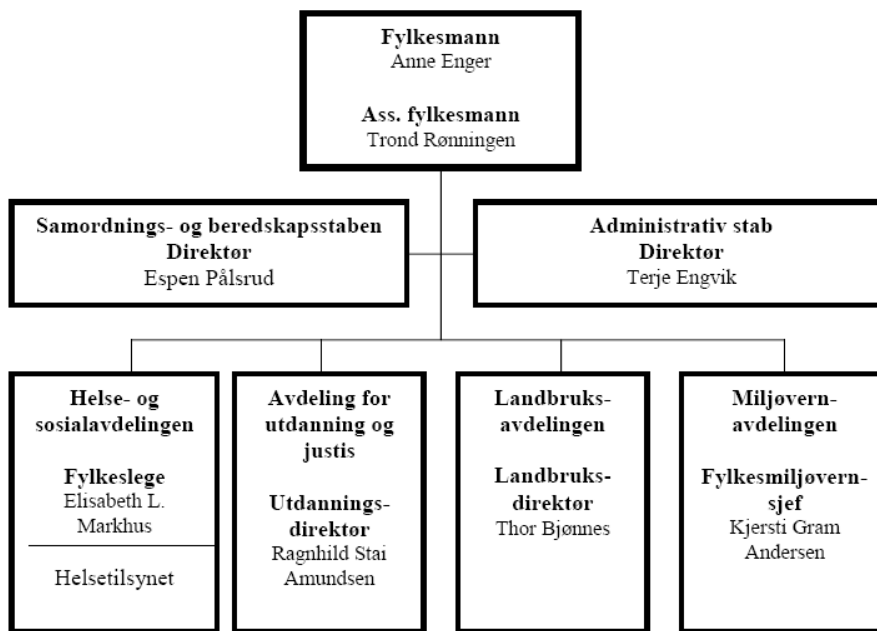 Fylkesmann
Anne Enger
Ass. fylkesmann
Trond Rønningen
Samordnings- og beredskapsstaben
Direktør
Espen Pålsrud
Administrativ stab
Direktør
Terje Engvik
Helse- og
sosialavdelingen
Fylkeslege
Elisabeth L.
Markhus
Helsetilsynet
Avdeling for
utdanning og
justis
Utdannings-
direktør
Ragnhild Stai
Amundsen
Landbruks-
avdelingen
Landbruks-
direktør
Thor Bjønnes
Miljøvern-
avdelingen
Fylkesmiljøvern-
sjef
Kjersti Gram
Andersen